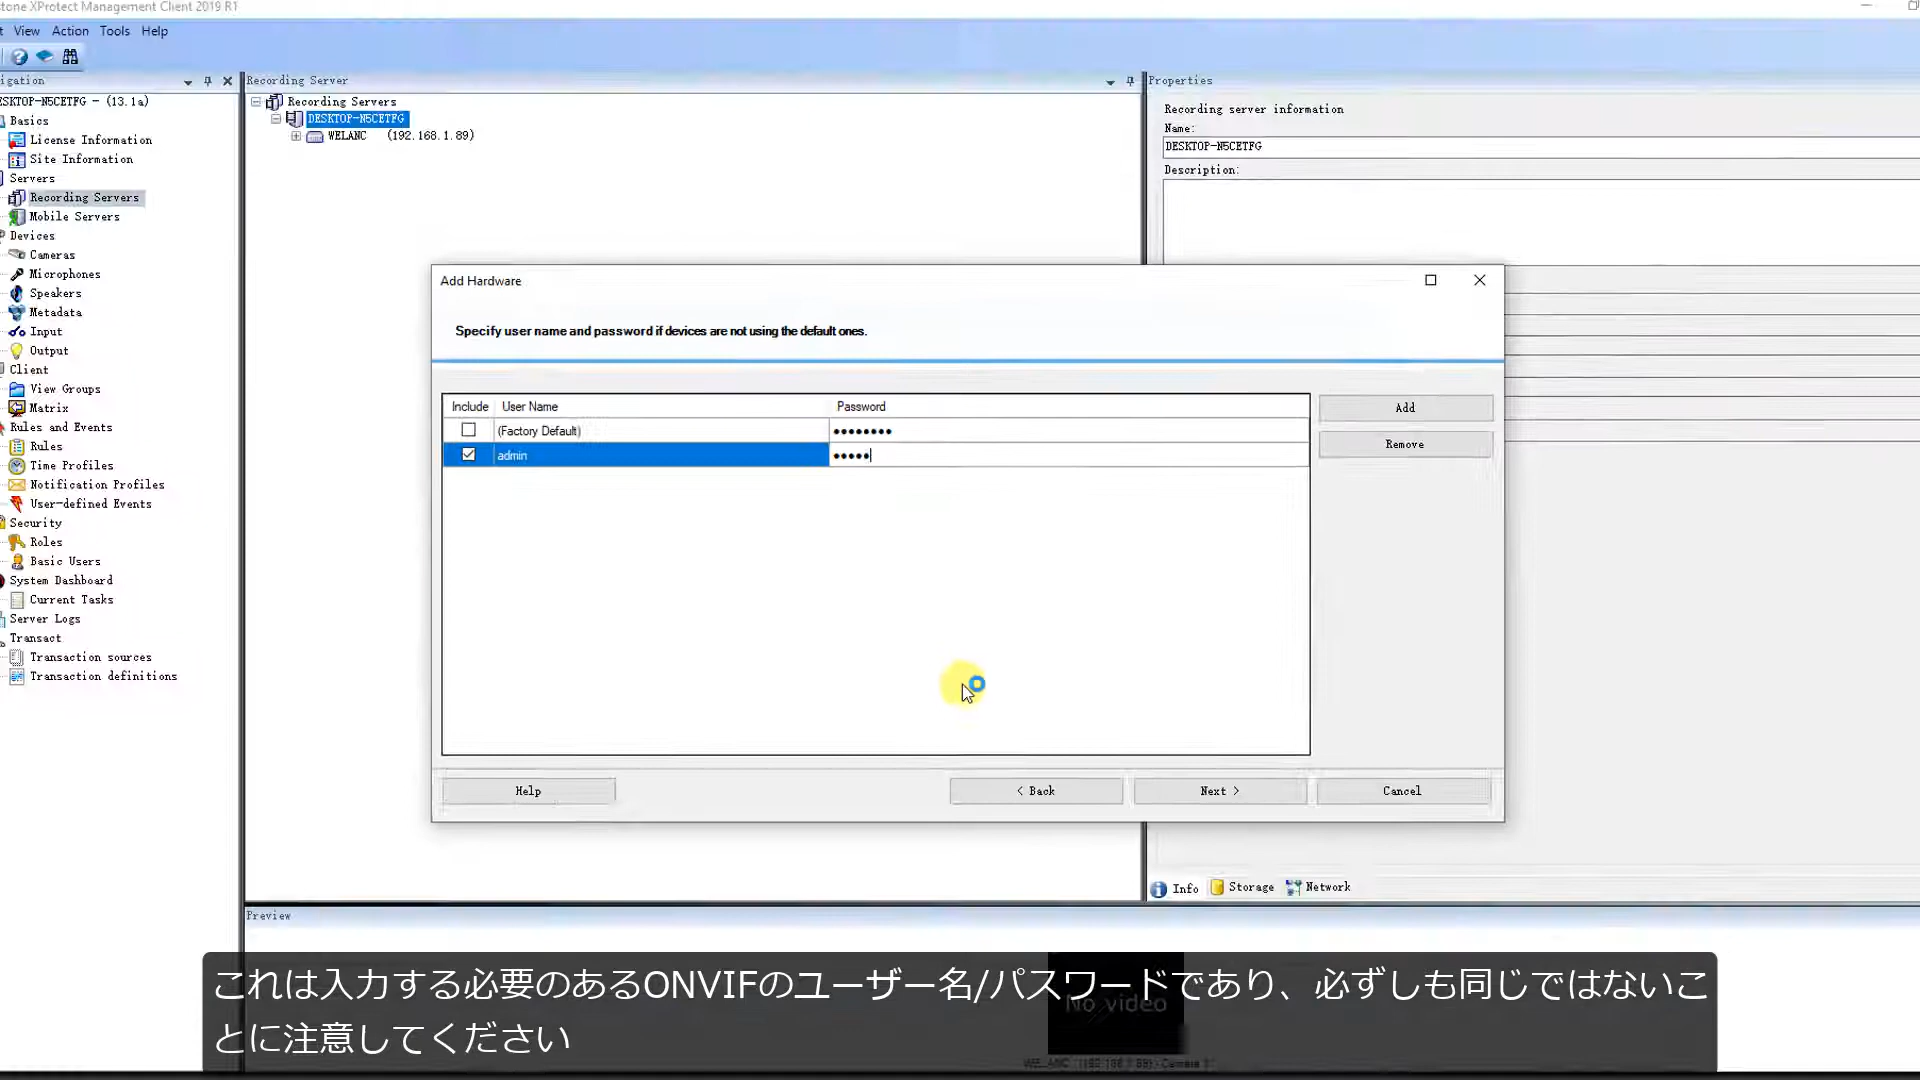 stone XProtect Management Client 2019 R1
View Action Tools Help
igation
Recording Server
Properties
ESKTOP-N5CETFG - (13.1a)
Basics
License Information
Site Information
Servers
Recording Servers
Mobile Servers
Devices
Cameras
Microphones
Speakers
Metadata
Input
Output
Client
View Groups
Matrix
Rules and Events
Rules
Time Profiles
Notification Profiles
User-defined Events
Security
Roles
Basic Users
System Dashboard
Current Tasks
Server Logs
Transact
Transaction sources
Transaction definitions
Recording Servers
DESKTOP-N5CETFG
WELANC (192.168.1.89)
Recording server information
Name:
DESKTOP-N5CETFG
Description:
Add Hardware
Specify user name and password if devices are not using the default ones.
Include User Name Password
(Factory Default) ●●●●●●●●
admin ●●●●●
Add
Remove
Help
< Back
Next >
Cancel
Info Storage Network
Preview
No video
これは入力する必要のあるONVIFのユーザー名/パスワードであり、必ずしも同じではないこ
とに注意してください